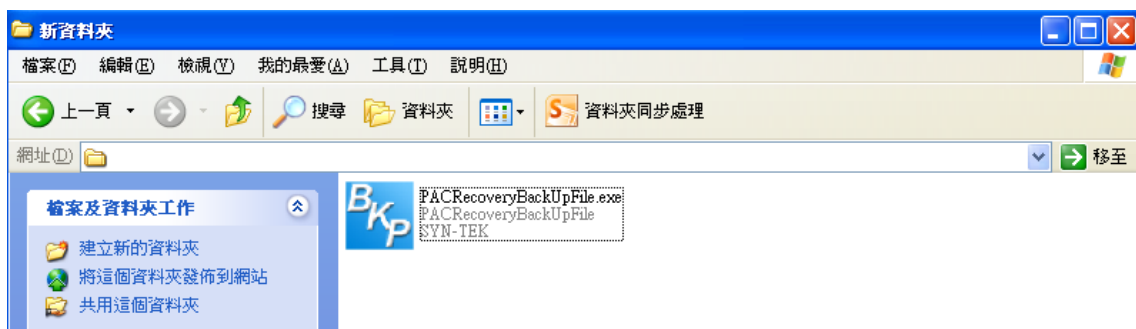 新資料夾
檔案(F) 編輯(E) 檢視(V) 我的最愛(A) 工具(T) 說明(H)
上一頁 搜尋 資料夾 資料夾同步處理
網址(D) 移至
檔案及資料夾工作
建立新的資料夾
將這個資料夾發佈到網站
共用這個資料夾
BKP
PACRecoveryBackUpFile.exe
PACRecoveryBackUpFile
SYN-TEK